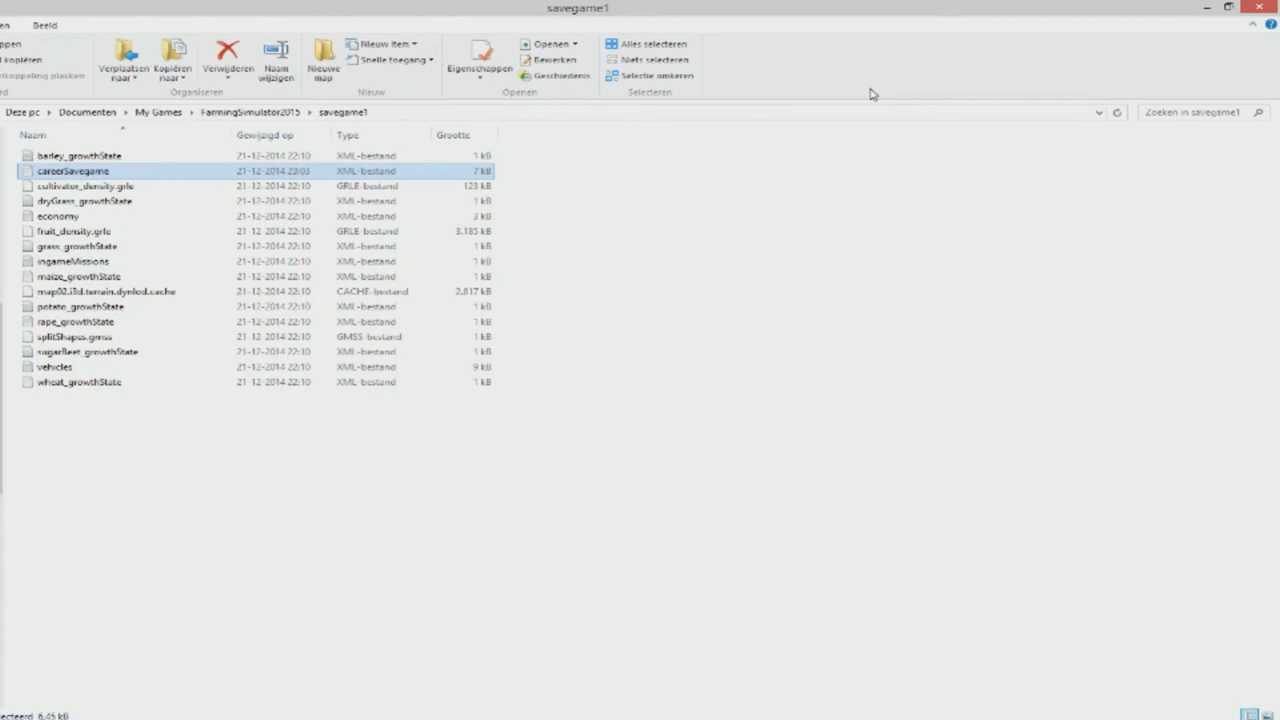 savegame1
en Beeld
ppen
kopiëren
elkoppeling plakken
rd
Verplaatsen naar
Kopiëren naar
Verwijderen
Naam wijzigen
Organiseren
Nieuwe map
Nieuw item
Snelle toegang
Nieuw
Eigenschappen
Openen
Bewerken
Geschiedenis
Openen
Alles selecteren
Niets selecteren
Selectie omkeren
Selecteren
Deze pc Documenten My Games FarmingSimulator2015 savegame1
Zoeken in savegame1
Naam Gewijzigd op Type Grootte
barley_growthState 21-12-2014 22:10 XML-bestand 1 kB
careerSavegame 21-12-2014 23:03 XML-bestand 7 kB
cultivator_density.grle 21-12-2014 22:10 GRLE-bestand 123 kB
dryGrass_growthState 21-12-2014 22:10 XML-bestand 1 kB
economy 21-12-2014 22:10 XML-bestand 3 kB
fruit_density.grle 21-12-2014 22:10 GRLE-bestand 3.185 kB
grass_growthState 21-12-2014 22:10 XML-bestand 1 kB
ingameMissions 21-12-2014 22:10 XML-bestand 1 kB
maize_growthState 21-12-2014 22:10 XML-bestand 1 kB
map02.i3d.terrain.dynlod.cache 21-12-2014 22:10 CACHE-bestand 2.817 kB
potato_growthState 21-12-2014 22:10 XML-bestand 1 kB
rape_growthState 21-12-2014 22:10 XML-bestand 1 kB
splitShapes.gmss 21-12-2014 22:10 GMSS-bestand 1 kB
sugarBeet_growthState 21-12-2014 22:10 XML-bestand 1 kB
vehicles 21-12-2014 22:10 XML-bestand 9 kB
wheat_growthState 21-12-2014 22:10 XML-bestand 1 kB
ecteerd 6,45 kB